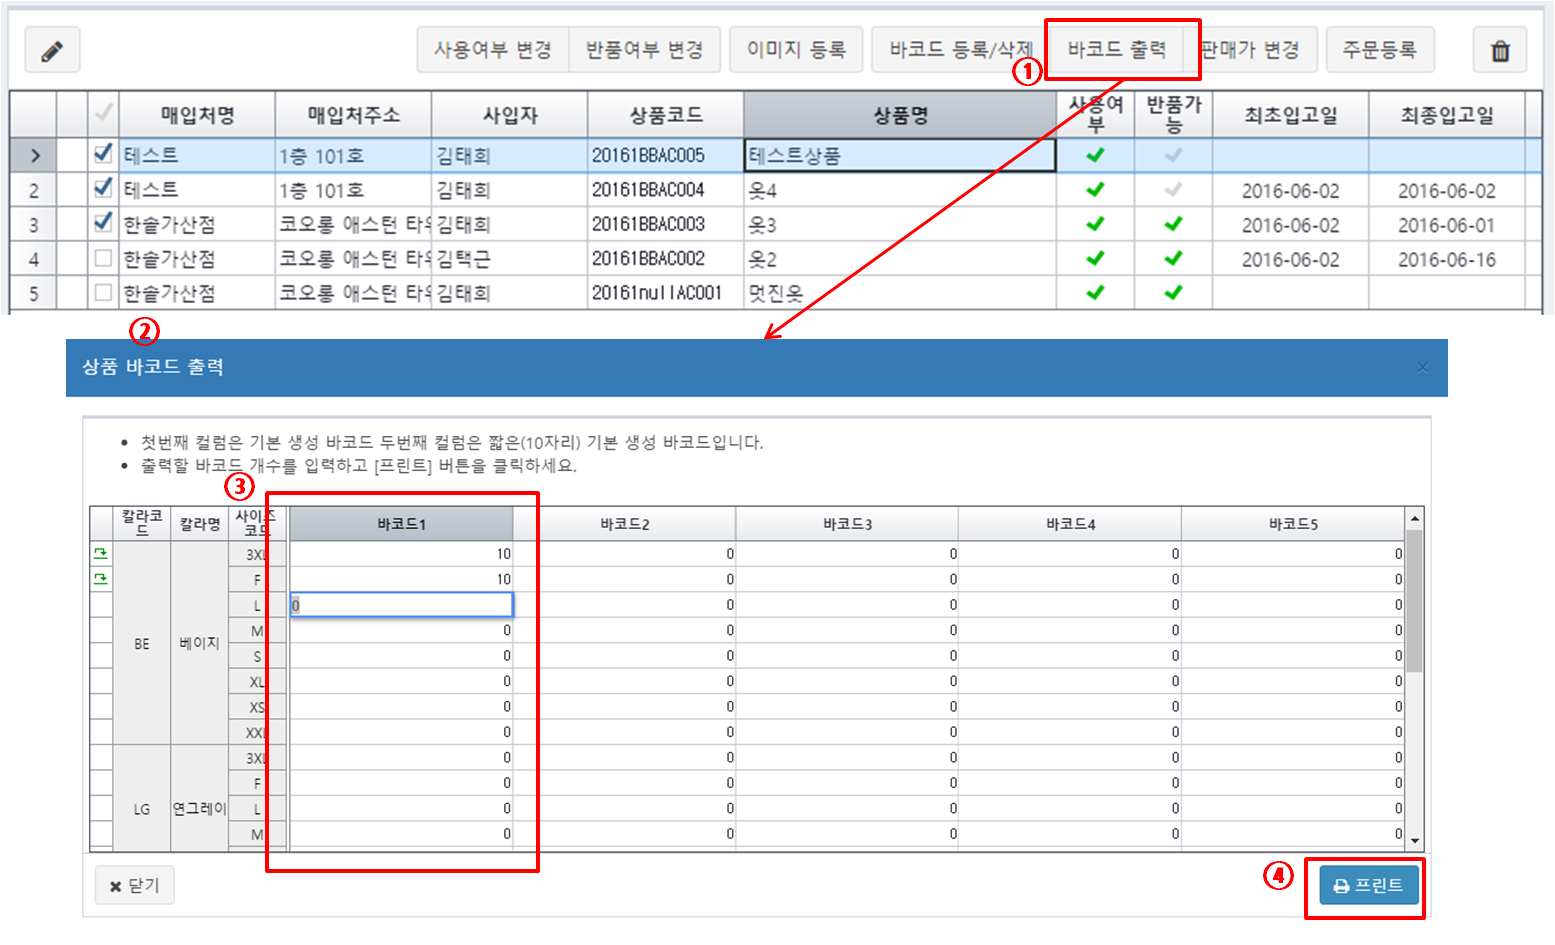 사용여부 변경 반품여부 변경 이미지 등록 바코드 등록/삭제 바코드 출력 판매가 변경 주문등록
①
매입처명 매입처주소 사입자 상품코드 상품명 사용여부 반품가능 최초입고일 최종입고일
테스트 1층 101호 김태희 20161BBAC005 테스트상품
2 테스트 1층 101호 김태희 20161BBAC004 옷4 2016-06-02 2016-06-02
3 한솔가산점 코오롱 애스턴 타워 김태희 20161BBAC003 옷3 2016-06-02 2016-06-01
4 한솔가산점 코오롱 애스턴 타워 김택근 20161BBAC002 옷2 2016-06-02 2016-06-16
5 한솔가산점 코오롱 애스턴 타워 김태희 20161nullAC001 멋진옷
②
상품 바코드 출력 ×
• 첫번째 컬럼은 기본 생성 바코드 두번째 컬럼은 짧은(10자리) 기본 생성 바코드입니다.
• 출력할 바코드 개수를 입력하고 [프린트] 버튼을 클릭하세요.
③
칼라코드 칼라명 사이즈코드 바코드1 바코드2 바코드3 바코드4 바코드5
3XL 10 0 0 0 0
F 10 0 0 0 0
L 0 0 0 0 0
M 0 0 0 0 0
BE 베이지
S 0 0 0 0 0
XL 0 0 0 0 0
XS 0 0 0 0 0
XXL 0 0 0 0 0
3XL 0 0 0 0 0
F 0 0 0 0 0
LG 연그레이 L 0 0 0 0 0
M 0 0 0 0 0
닫기 ④ 프린트